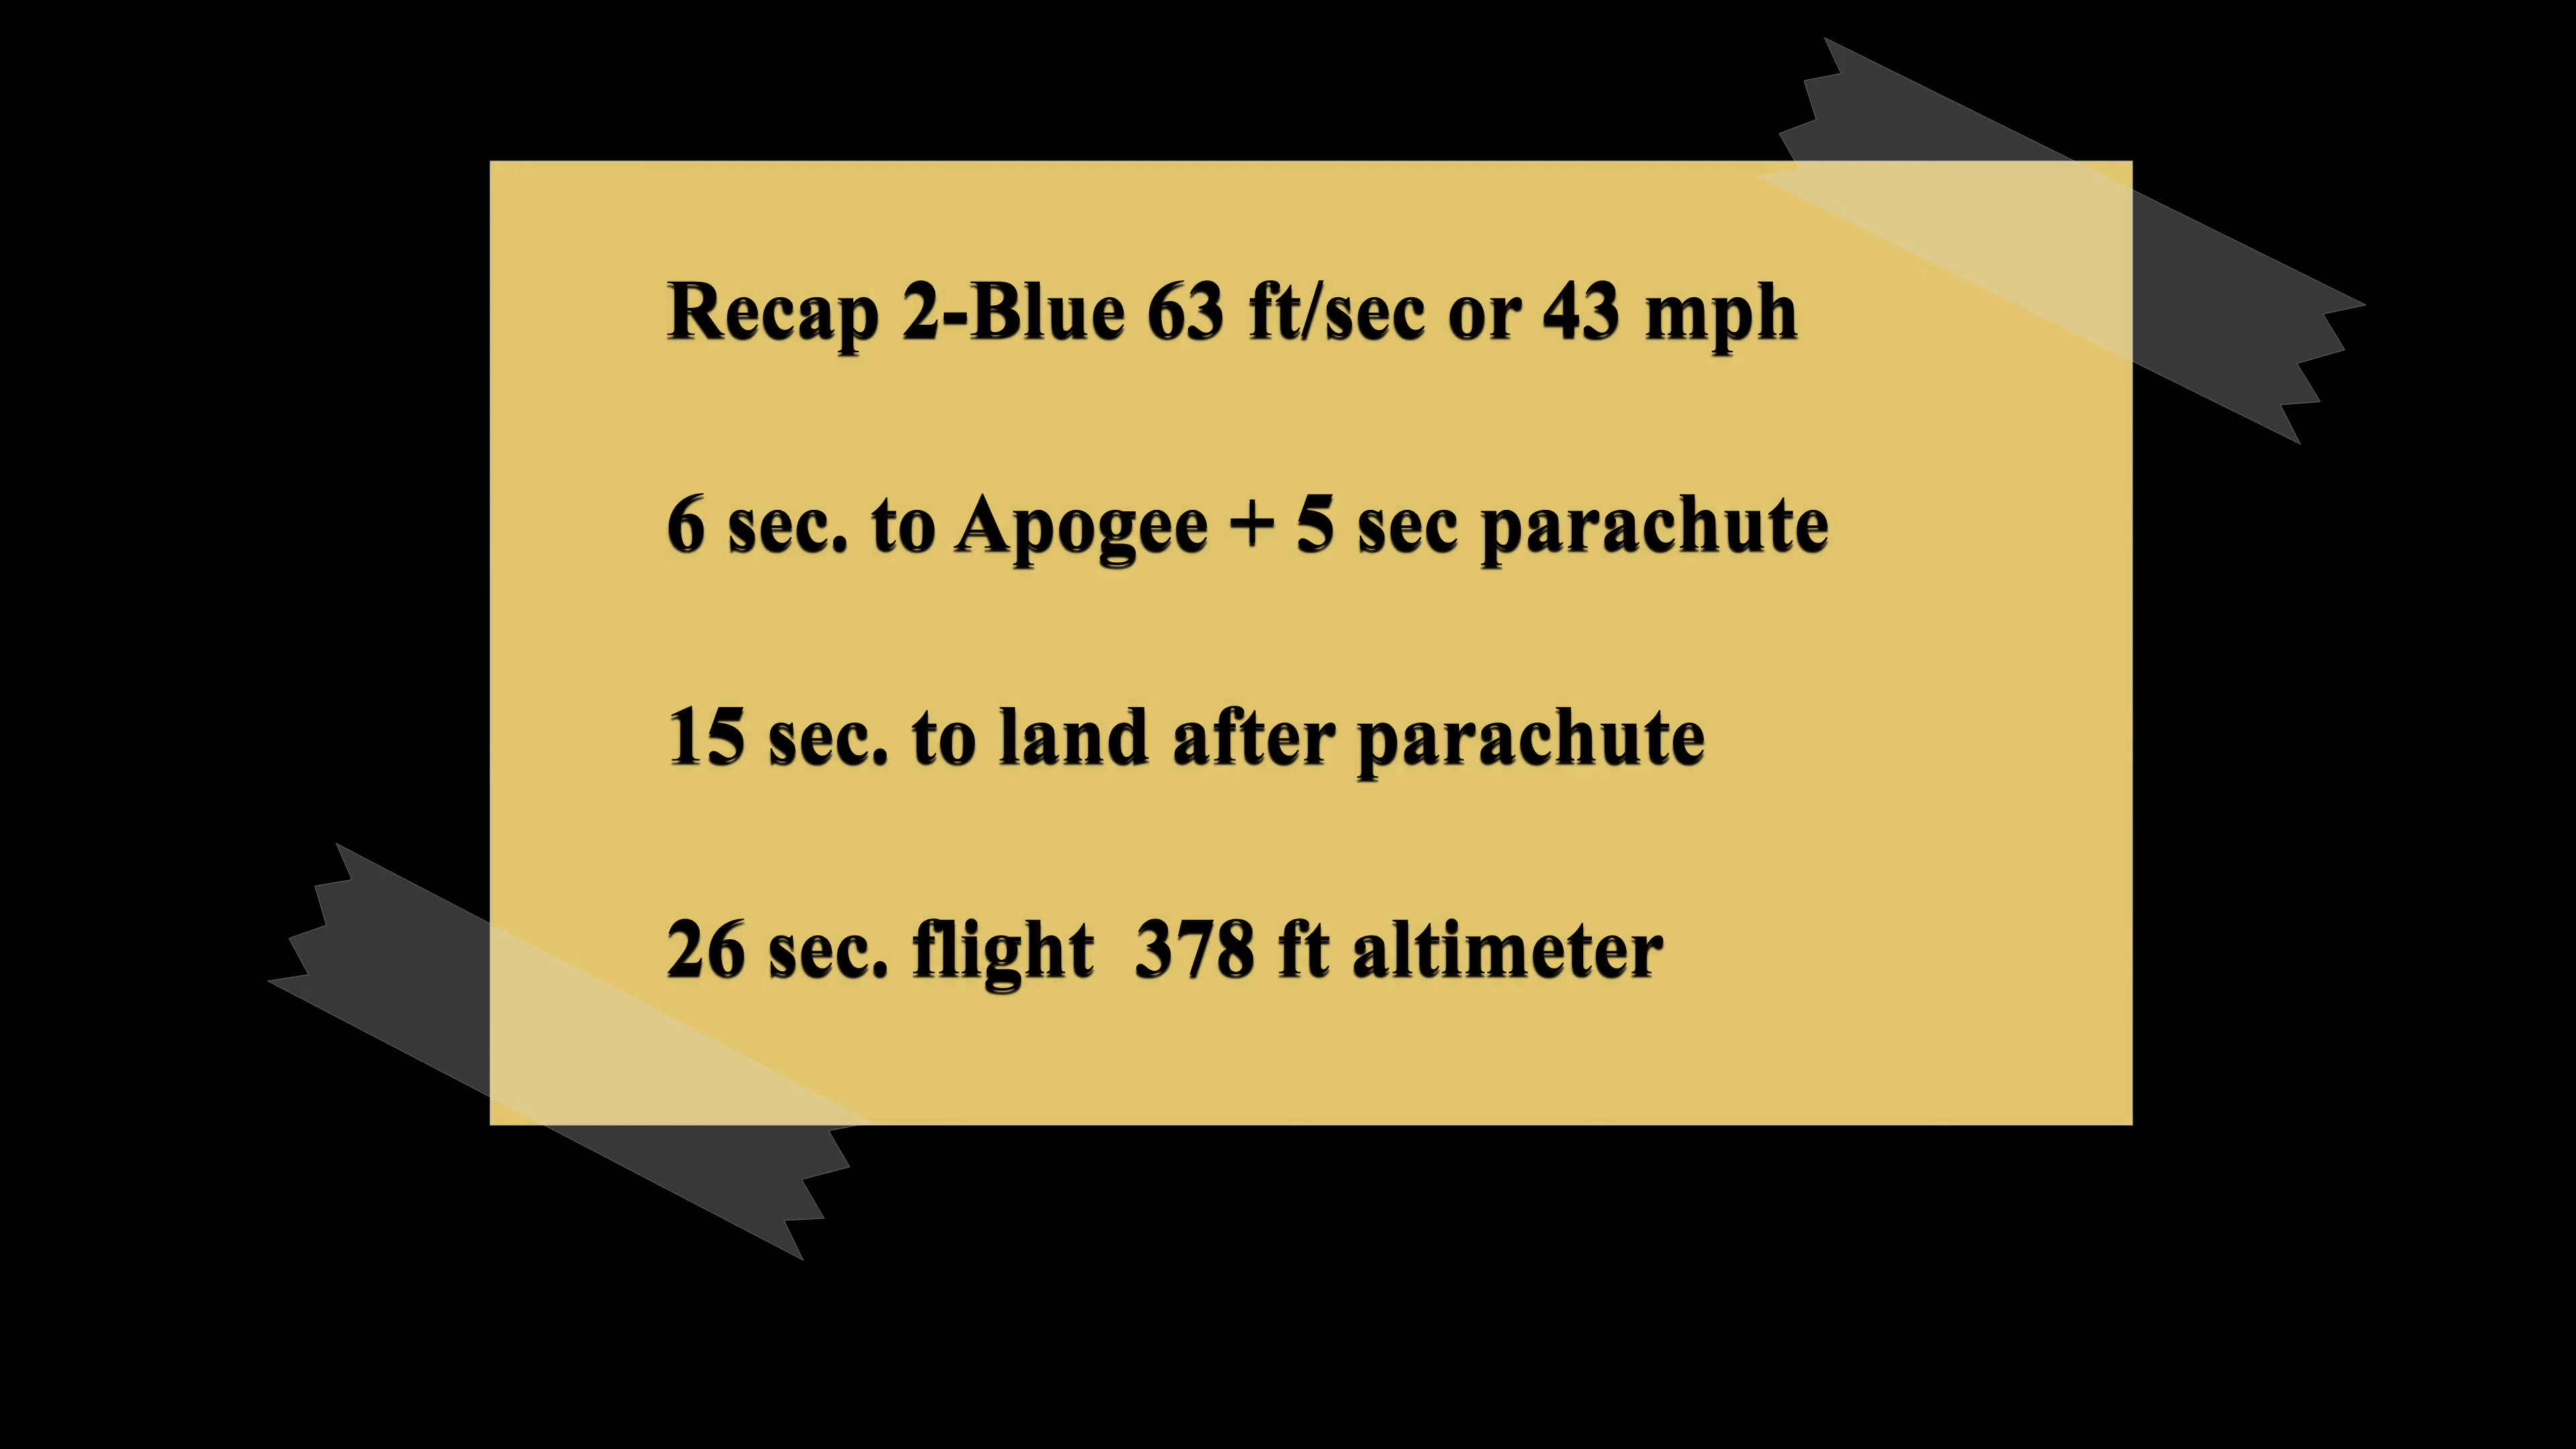 Recap 2-Blue 63 ft/sec or 43 mph
6 sec. to Apogee + 5 sec parachute
15 sec. to land after parachute
26 sec. flight  378 ft altimeter